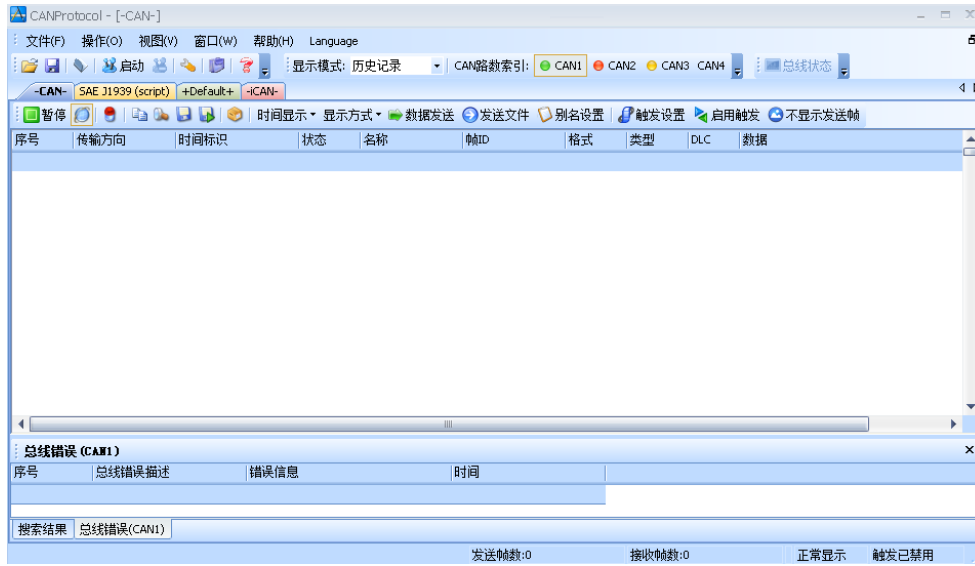 CANProtocol - [-CAN-]
文件(F) 操作(O) 视图(V) 窗口(W) 帮助(H) Language
启动 显示模式: 历史记录 CAN路数索引: CAN1 CAN2 CAN3 CAN4 总线状态
-CAN- SAE J1939 (script) +Default+ -iCAN-
暂停 时间显示 显示方式 数据发送 发送文件 别名设置 触发设置 启用触发 不显示发送帧
序号 传输方向 时间标识 状态 名称 帧ID 格式 类型 DLC 数据
总线错误 (CAN1)
序号 总线错误描述 错误信息 时间
搜索结果 总线错误(CAN1)
发送帧数:0 接收帧数:0 正常显示 触发已禁用